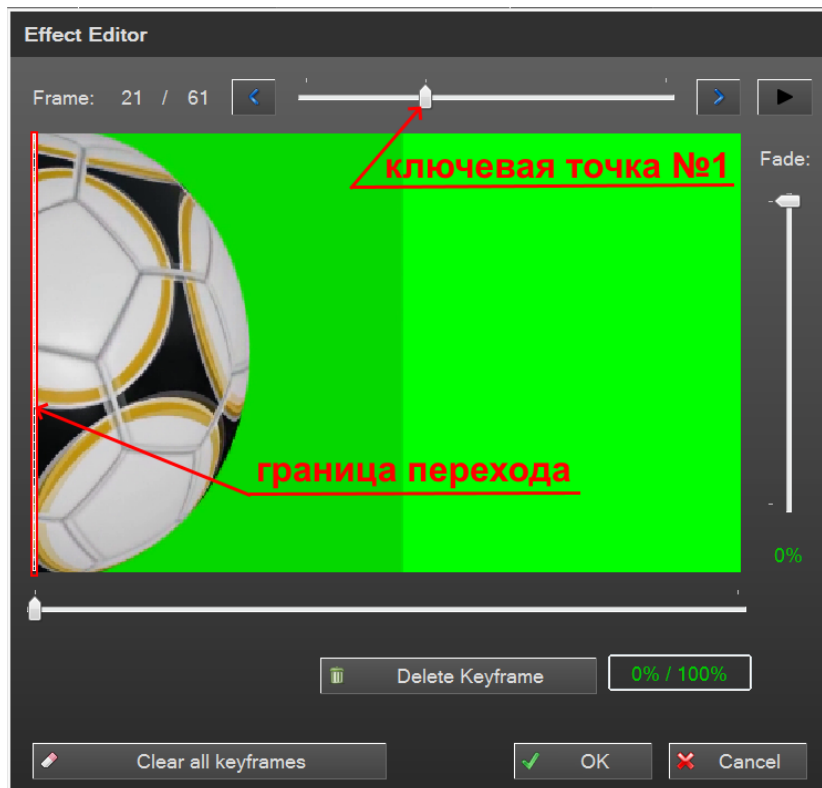 Effect Editor
Frame: 21 / 61
ключевая точка №1
Fade:
граница перехода
0%
Delete Keyframe
0% / 100%
Clear all keyframes
OK
Cancel